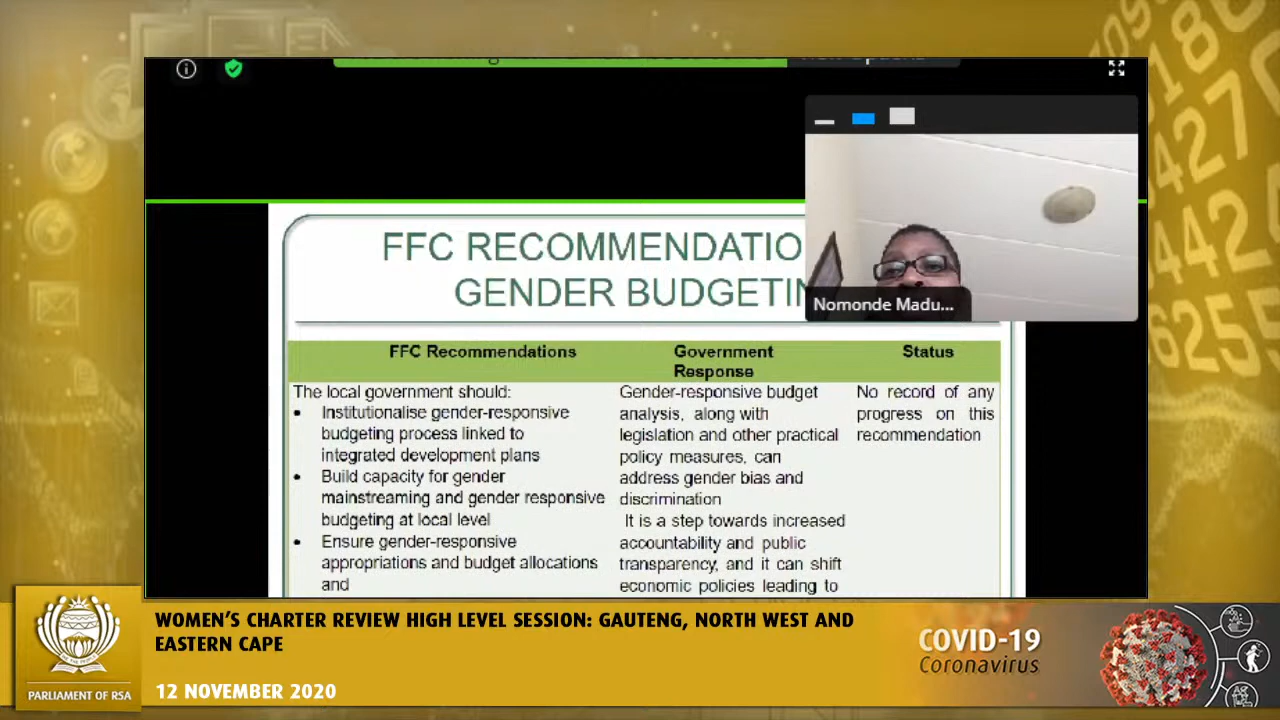 FFC RECOMMENDATIO
GENDER BUDGETIN
Nomonde Madu...
FFC Recommendations
Government
Response
Status
The local government should:
• Institutionalise gender-responsive
budgeting process linked to
integrated development plans
• Build capacity for gender
mainstreaming and gender responsive
budgeting at local level
• Ensure gender-responsive
appropriations and budget allocations
and
Gender-responsive budget
analysis, along with
legislation and other practical
policy measures, can
address gender bias and
discrimination
It is a step towards increased
accountability and public
transparency, and it can shift
economic policies leading to
No record of any
progress on this
recommendation
WOMEN'S CHARTER REVIEW HIGH LEVEL SESSION: GAUTENG, NORTH WEST AND
EASTERN CAPE
12 NOVEMBER 2020
PARLIAMENT OF RSA
COVID-19
Coronavirus